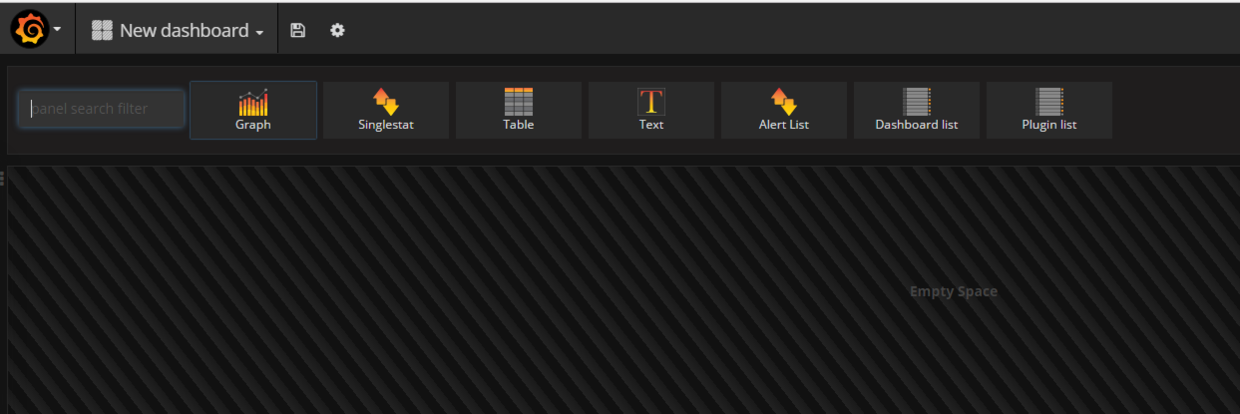 New dashboard
panel search filter
Graph
Singlestat
Table
Text
Alert List
Dashboard list
Plugin list
Empty Space